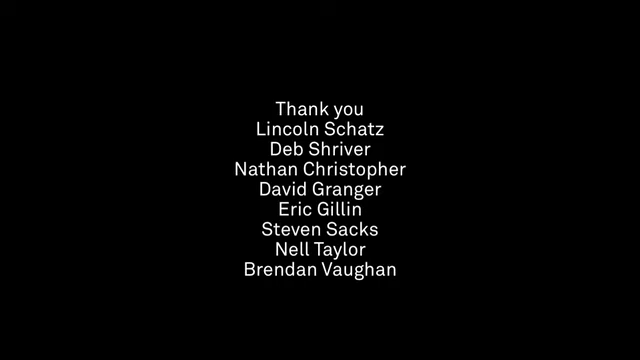 Thank you
Lincoln Schatz
Deb Shriver
Nathan Christopher
David Granger
Eric Gillin
Steven Sacks
Nell Taylor
Brendan Vaughan